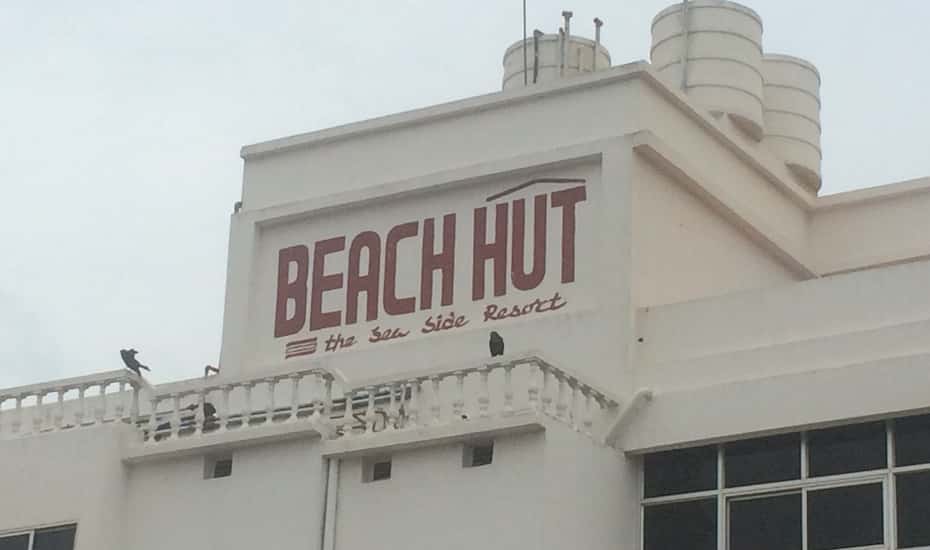 BEACH HUT
the Sea Side Resort